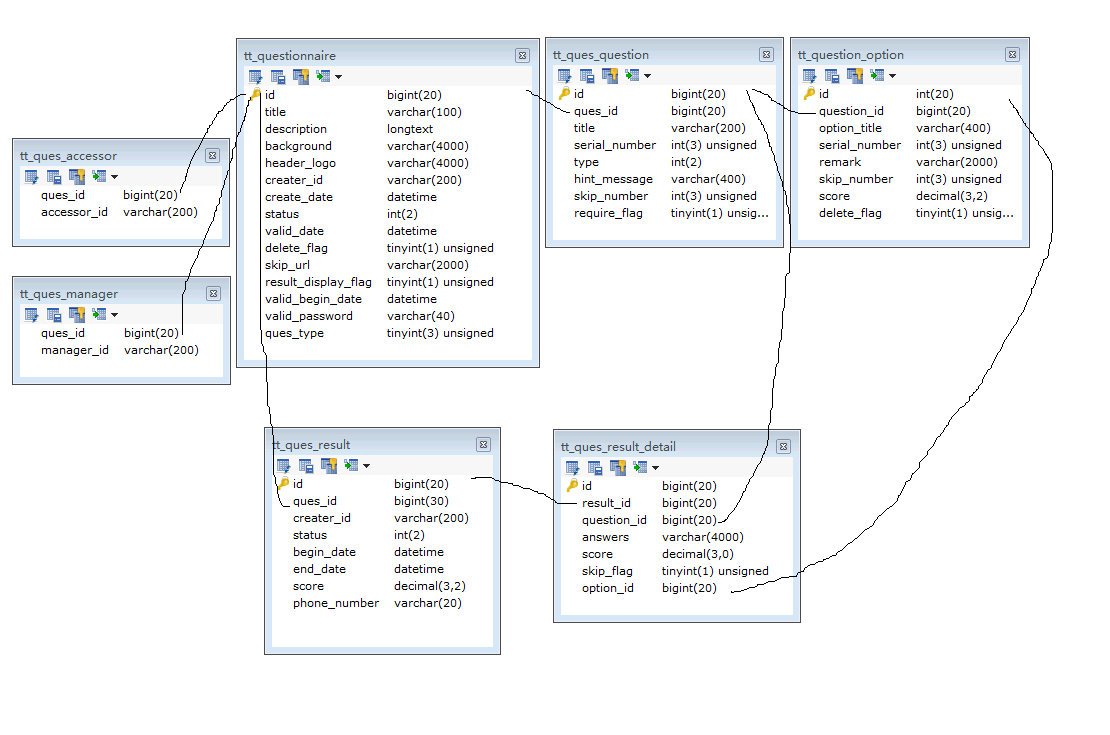 tt_questionnaire
id bigint(20)
title varchar(100)
description longtext
background varchar(4000)
header_logo varchar(4000)
creater_id varchar(200)
create_date datetime
status int(2)
valid_date datetime
delete_flag tinyint(1) unsigned
skip_url varchar(2000)
result_display_flag tinyint(1) unsigned
valid_begin_date datetime
valid_password varchar(40)
ques_type tinyint(3) unsigned
tt_ques_question
id bigint(20)
ques_id bigint(20)
title varchar(200)
serial_number int(3) unsigned
type int(2)
hint_message varchar(400)
skip_number int(3) unsigned
require_flag tinyint(1) unsig...
tt_question_option
id int(20)
question_id bigint(20)
option_title varchar(400)
serial_number int(3) unsigned
remark varchar(2000)
skip_number int(3) unsigned
score decimal(3,2)
delete_flag tinyint(1) unsig...
tt_ques_accessor
ques_id bigint(20)
accessor_id varchar(200)
tt_ques_manager
ques_id bigint(20)
manager_id varchar(200)
tt_ques_result
id bigint(20)
ques_id bigint(30)
creater_id varchar(200)
status int(2)
begin_date datetime
end_date datetime
score decimal(3,2)
phone_number varchar(20)
tt_ques_result_detail
id bigint(20)
result_id bigint(20)
question_id bigint(20)
answers varchar(4000)
score decimal(3,0)
skip_flag tinyint(1) unsigned
option_id bigint(20)